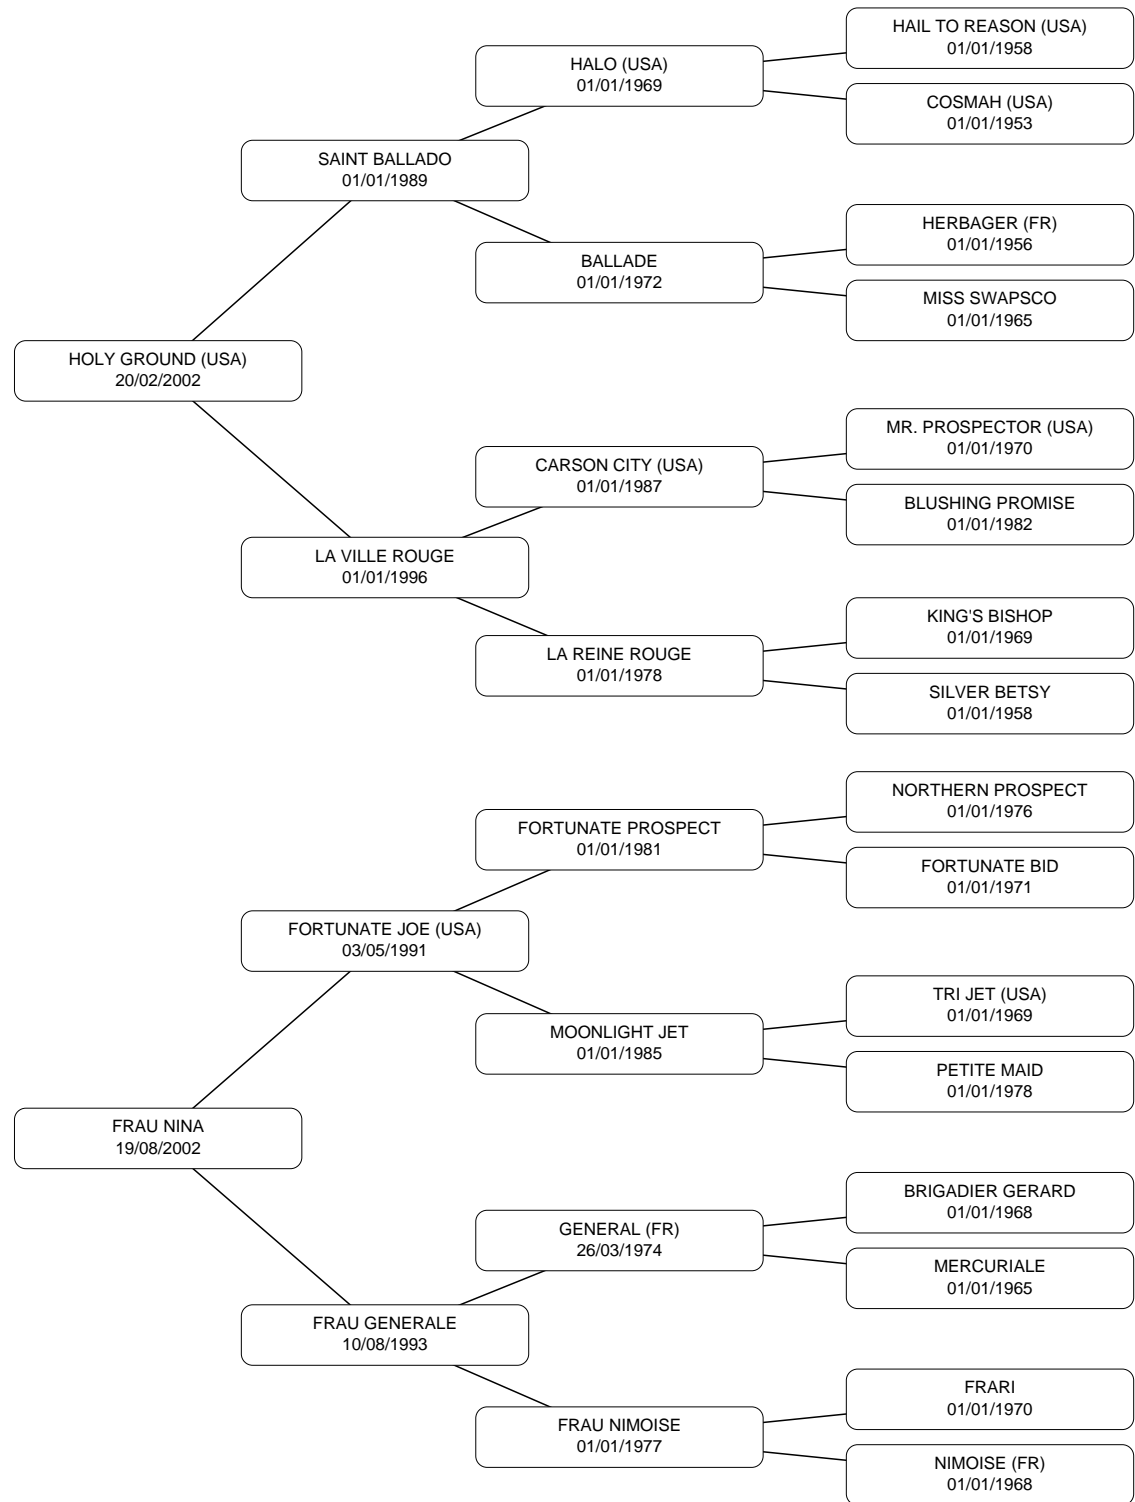 HAIL TO REASON (USA)
01/01/1958
HALO (USA)
01/01/1969
COSMAH (USA)
01/01/1953
SAINT BALLADO
01/01/1989
HERBAGER (FR)
01/01/1956
BALLADE
01/01/1972
MISS SWAPSCO
01/01/1965
HOLY GROUND (USA)
20/02/2002
MR. PROSPECTOR (USA)
01/01/1970
CARSON CITY (USA)
01/01/1987
BLUSHING PROMISE
01/01/1982
LA VILLE ROUGE
01/01/1996
KING'S BISHOP
01/01/1969
LA REINE ROUGE
01/01/1978
SILVER BETSY
01/01/1958
NORTHERN PROSPECT
01/01/1976
FORTUNATE PROSPECT
01/01/1981
FORTUNATE BID
01/01/1971
FORTUNATE JOE (USA)
03/05/1991
TRI JET (USA)
01/01/1969
MOONLIGHT JET
01/01/1985
PETITE MAID
01/01/1978
FRAU NINA
19/08/2002
BRIGADIER GERARD
01/01/1968
GENERAL (FR)
26/03/1974
MERCURIALE
01/01/1965
FRAU GENERALE
10/08/1993
FRARI
01/01/1970
FRAU NIMOISE
01/01/1977
NIMOISE (FR)
01/01/1968